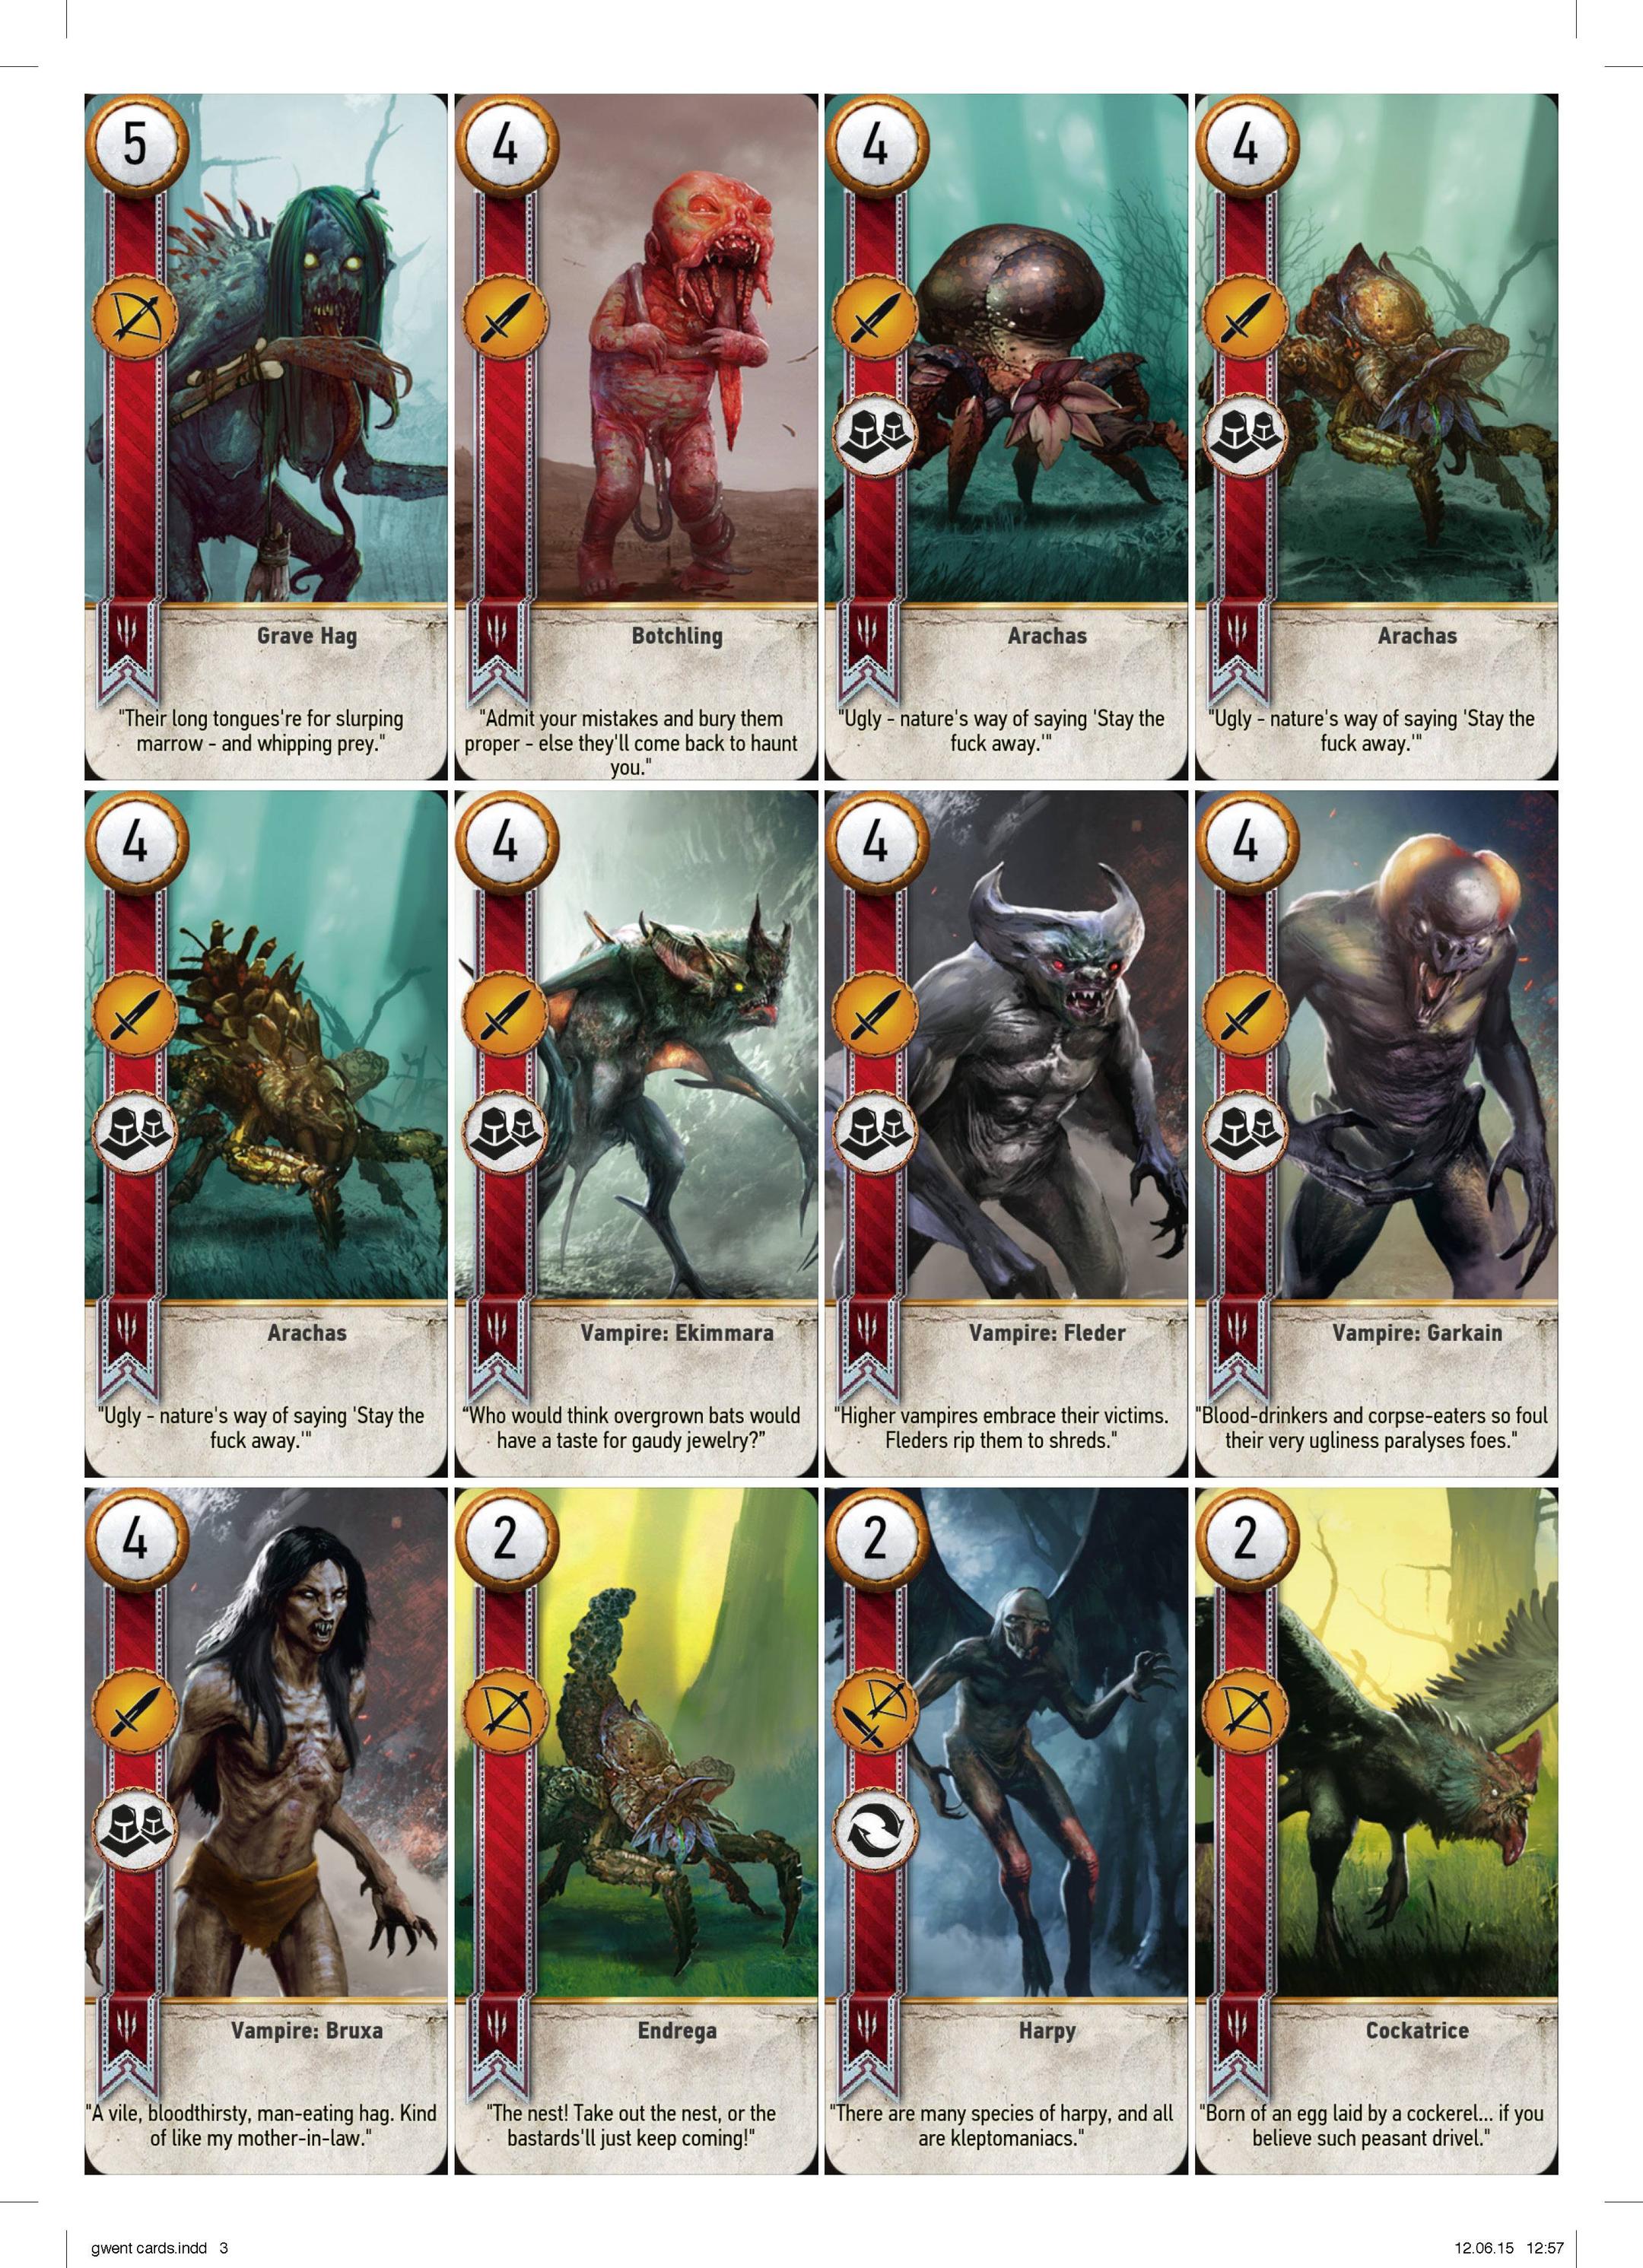 5
Grave Hag
"Their long tongues're for slurping
marrow - and whipping prey."
4
Botchling
"Admit your mistakes and bury them
proper - else they'll come back to haunt
you."
4
Arachas
"Ugly - nature's way of saying 'Stay the
fuck away.'"
4
Arachas
"Ugly - nature's way of saying 'Stay the
fuck away.'"
4
Arachas
"Ugly - nature's way of saying 'Stay the
fuck away.'"
4
Vampire: Ekimmara
“Who would think overgrown bats would
have a taste for gaudy jewelry?”
4
Vampire: Fleder
"Higher vampires embrace their victims.
Fleders rip them to shreds."
4
Vampire: Garkain
"Blood-drinkers and corpse-eaters so foul
their very ugliness paralyses foes."
4
Vampire: Bruxa
"A vile, bloodthirsty, man-eating hag. Kind
of like my mother-in-law."
2
Endrega
"The nest! Take out the nest, or the
bastards'll just keep coming!"
2
Harpy
"There are many species of harpy, and all
are kleptomaniacs."
2
Cockatrice
"Born of an egg laid by a cockerel... if you
believe such peasant drivel."
gwent cards.indd 3
12.06.15 12:57